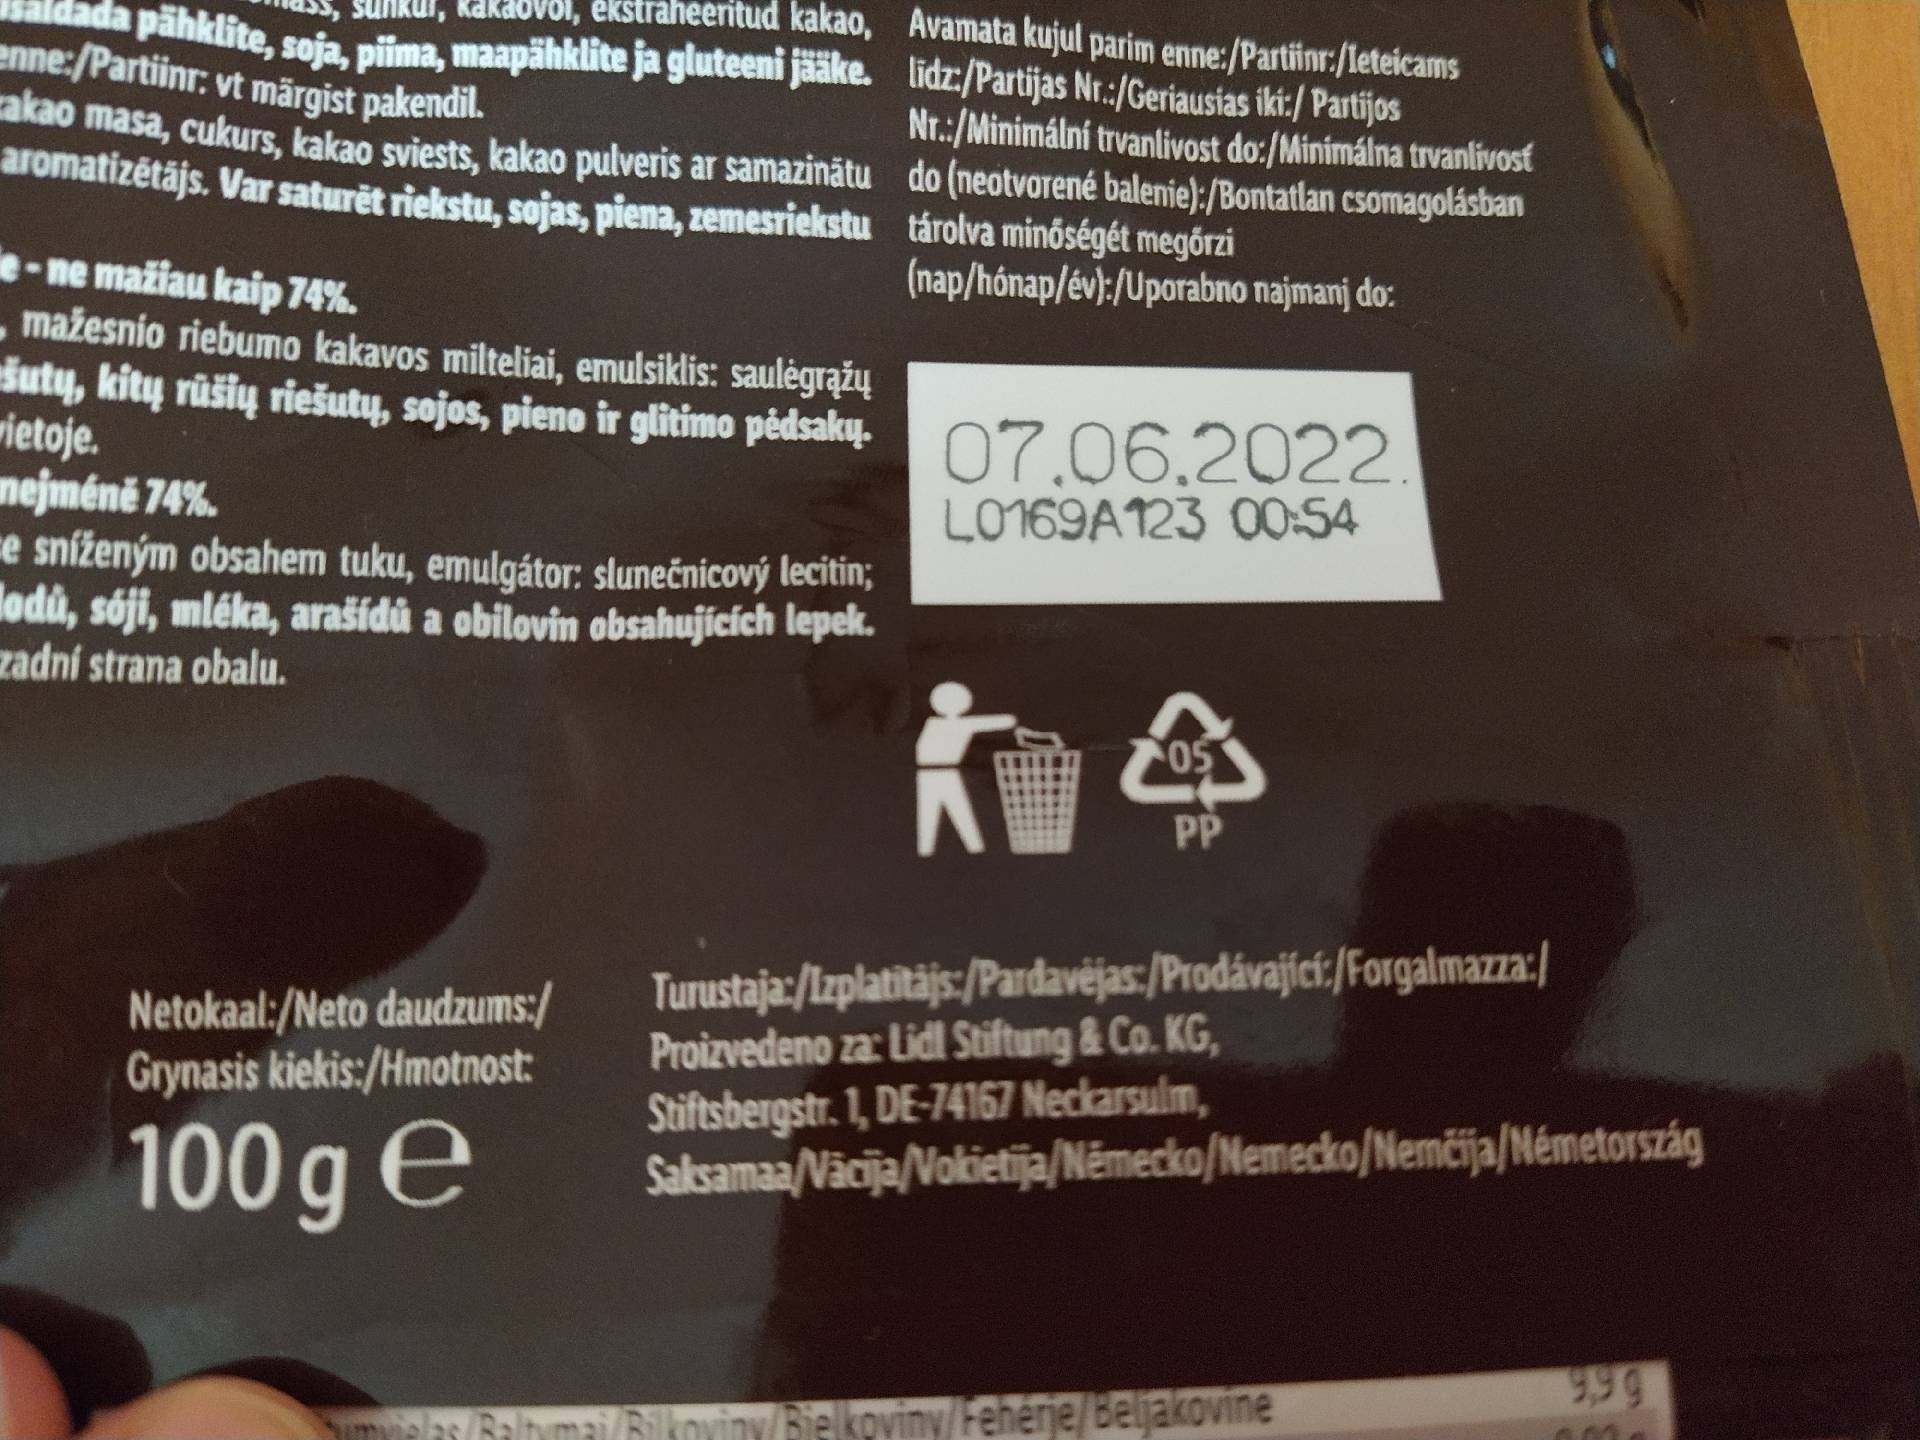 suhkur, kakaovõi, ekstraheeritud kakao,
pähklite, soja, piima, maapähklite ja gluteeni jääke.
enne:/Partiinr: vt märgist pakendil.
kakao masa, cukurs, kakao sviests, kakao pulveris ar samazinātu
aromatizētājs. Var saturēt riekstu, sojas, piena, zemesriekstu
- ne mažiau kaip 74%.
, mažesnio riebumo kakavos milteliai, emulsiklis: saulėgrąžų
kitų rūšių riešutų, sojos, pieno ir glitimo pėdsakų.
vietoje.
nejméně 74%.
se sníženým obsahem tuku, emulgátor: slunečnicový lecitin;
sóji, mléka, arašídů a obilovin obsahujících lepek.
zadní strana obalu.
Avamata kujul parim enne:/Partiinr:/Ieteicams
līdz:/Partijas Nr.:/Geriausias iki:/ Partijos
Nr.:/Minimální trvanlivost do:/Minimálna trvanlivosť
do (neotvorené balenie):/Bontatlan csomagolásban
tárolva minőségét megőrzi
(nap/hónap/év):/Uporabno najmanj do:
07.06.2022.
L0169A123 00:54
05
PP
Netokaal:/Neto daudzums:/
Grynasis kiekis:/Hmotnost:
100 g e
Turustaja:/Izplatītājs:/Pardavėjas:/Prodávající:/Forgalmazza:/
Proizvedeno za: Lidl Stiftung & Co. KG,
Stiftsbergstr. 1, DE-74167 Neckarsulm,
Saksamaa/Vācija/Vokietija/Německo/Nemecko/Nemčija/Németország
/Baltymai/Bílkoviny/Bielkoviny/Fehérje/Beljakovine
9,9 g